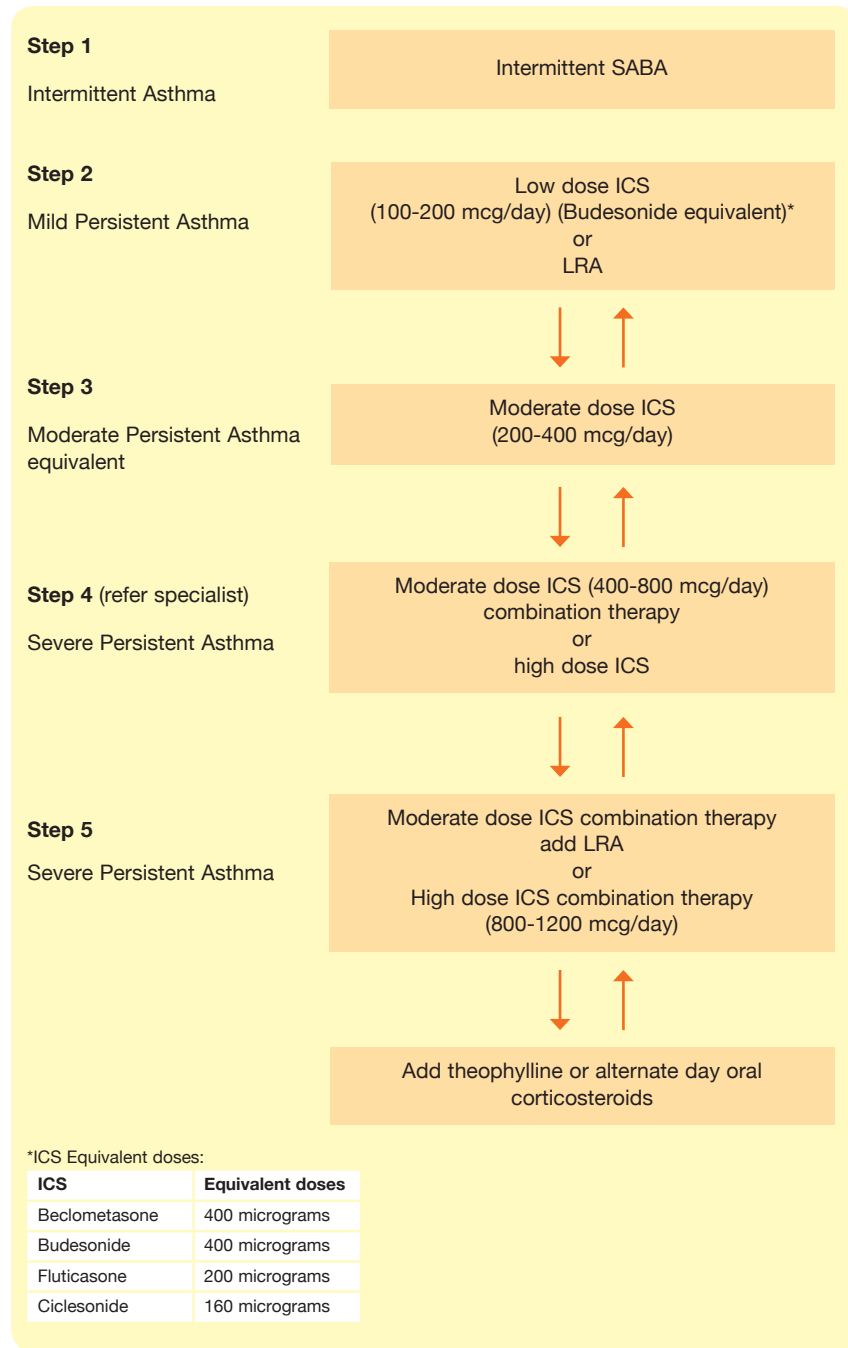 Step 1
Intermittent Asthma
Intermittent SABA
Step 2
Mild Persistent Asthma
Low dose ICS
(100-200 mcg/day) (Budesonide equivalent)*
or
LRA
Step 3
Moderate Persistent Asthma
equivalent
Moderate dose ICS
(200-400 mcg/day)
Step 4 (refer specialist)
Severe Persistent Asthma
Moderate dose ICS (400-800 mcg/day)
combination therapy
or
high dose ICS
Step 5
Severe Persistent Asthma
Moderate dose ICS combination therapy
add LRA
or
High dose ICS combination therapy
(800-1200 mcg/day)
Add theophylline or alternate day oral
corticosteroids
*ICS Equivalent doses:
ICS Equivalent doses
Beclometasone 400 micrograms
Budesonide 400 micrograms
Fluticasone 200 micrograms
Ciclesonide 160 micrograms